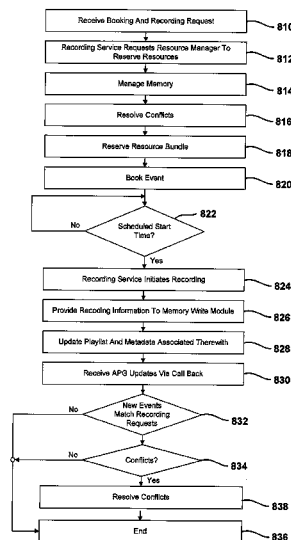 Receive Booking And Recording Request
810
Recording Service Requests Resource Manager To
Reserve Resources
812
Manage Memory
814
Resolve Conflicts
816
Reserve Resource Bundle
818
Book Event
820
822
Scheduled Start
Time?
No
Yes
Recording Service Initiates Recording
824
Provide Recoding Information To Memory Write Module
826
Update Playlist And Metadata Associated Therewith
828
Receive APG Updates Via Call Back
830
No
New Events
Match Recording
Requests
832
No
Conflicts?
834
Yes
Resolve Conflicts
838
End
836